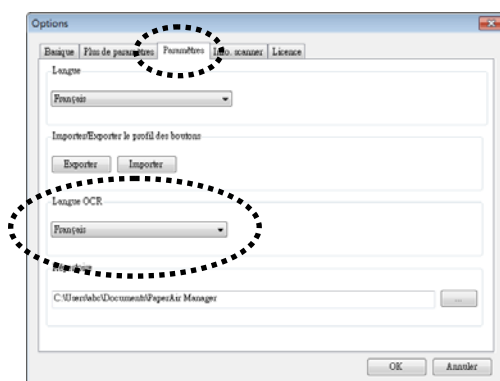 Options
Basique Plus de paramètres Paramètres Info. scanner Licence
Langue
Français
Importer/Exporter le profil des boutons
Exporter Importer
Langue OCR
Français
Répertoire
C:\Users\abc\Documents\PaperAir Manager ...
OK Annuler